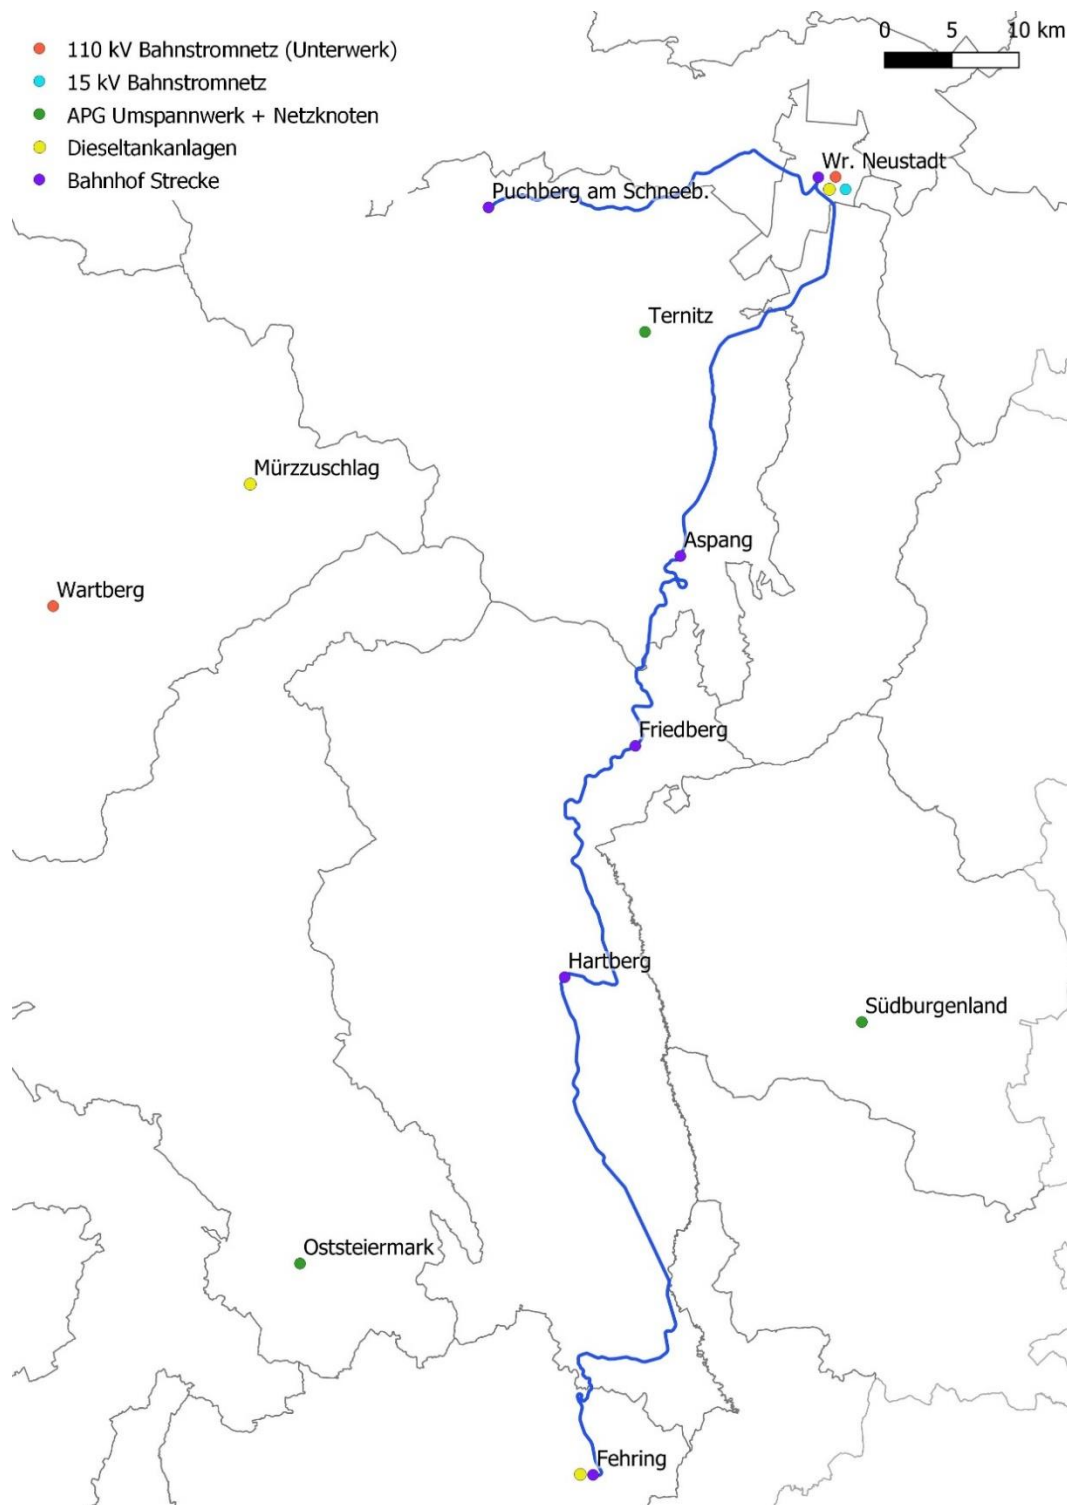 110 kV Bahnstromnetz (Unterwerk)
15 kV Bahnstromnetz
APG Umspannwerk + Netzknoten
Dieseltankanlagen
Bahnhof Strecke
0 5 10 km
Wr. Neustadt
Puchberg am Schneeb.
Ternitz
Mürzzuschlag
Aspang
Wartberg
Friedberg
Hartberg
Südburgenland
Oststeiermark
Fehring